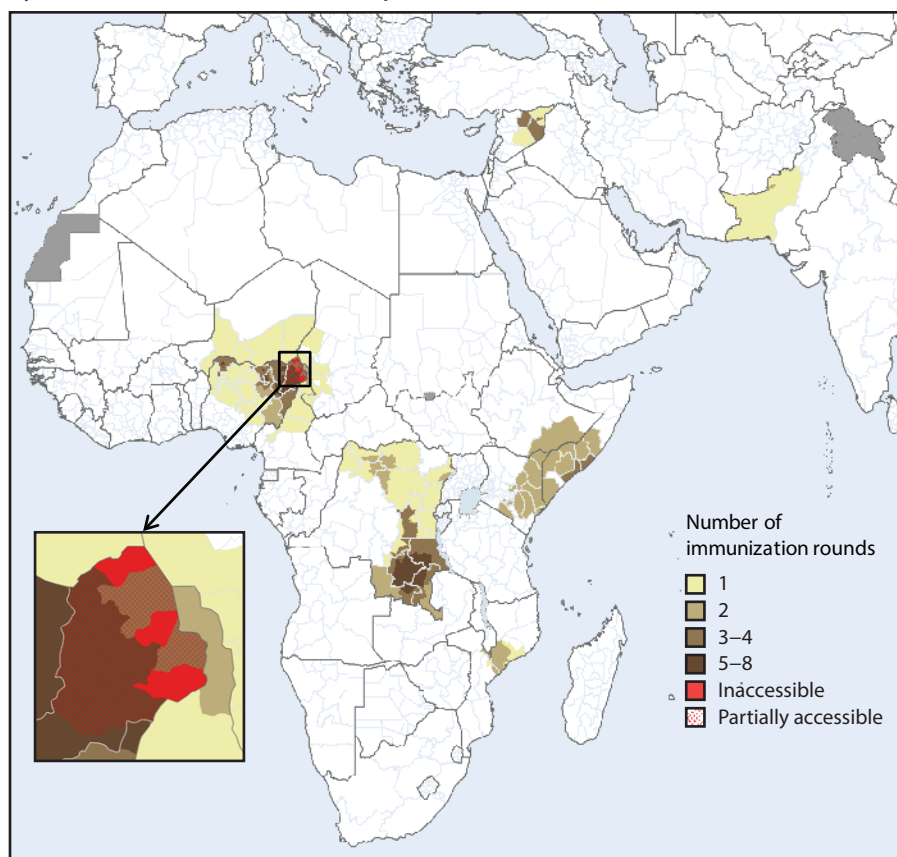 Number of
immunization rounds
1
2
3–4
5–8
Inaccessible
Partially accessible